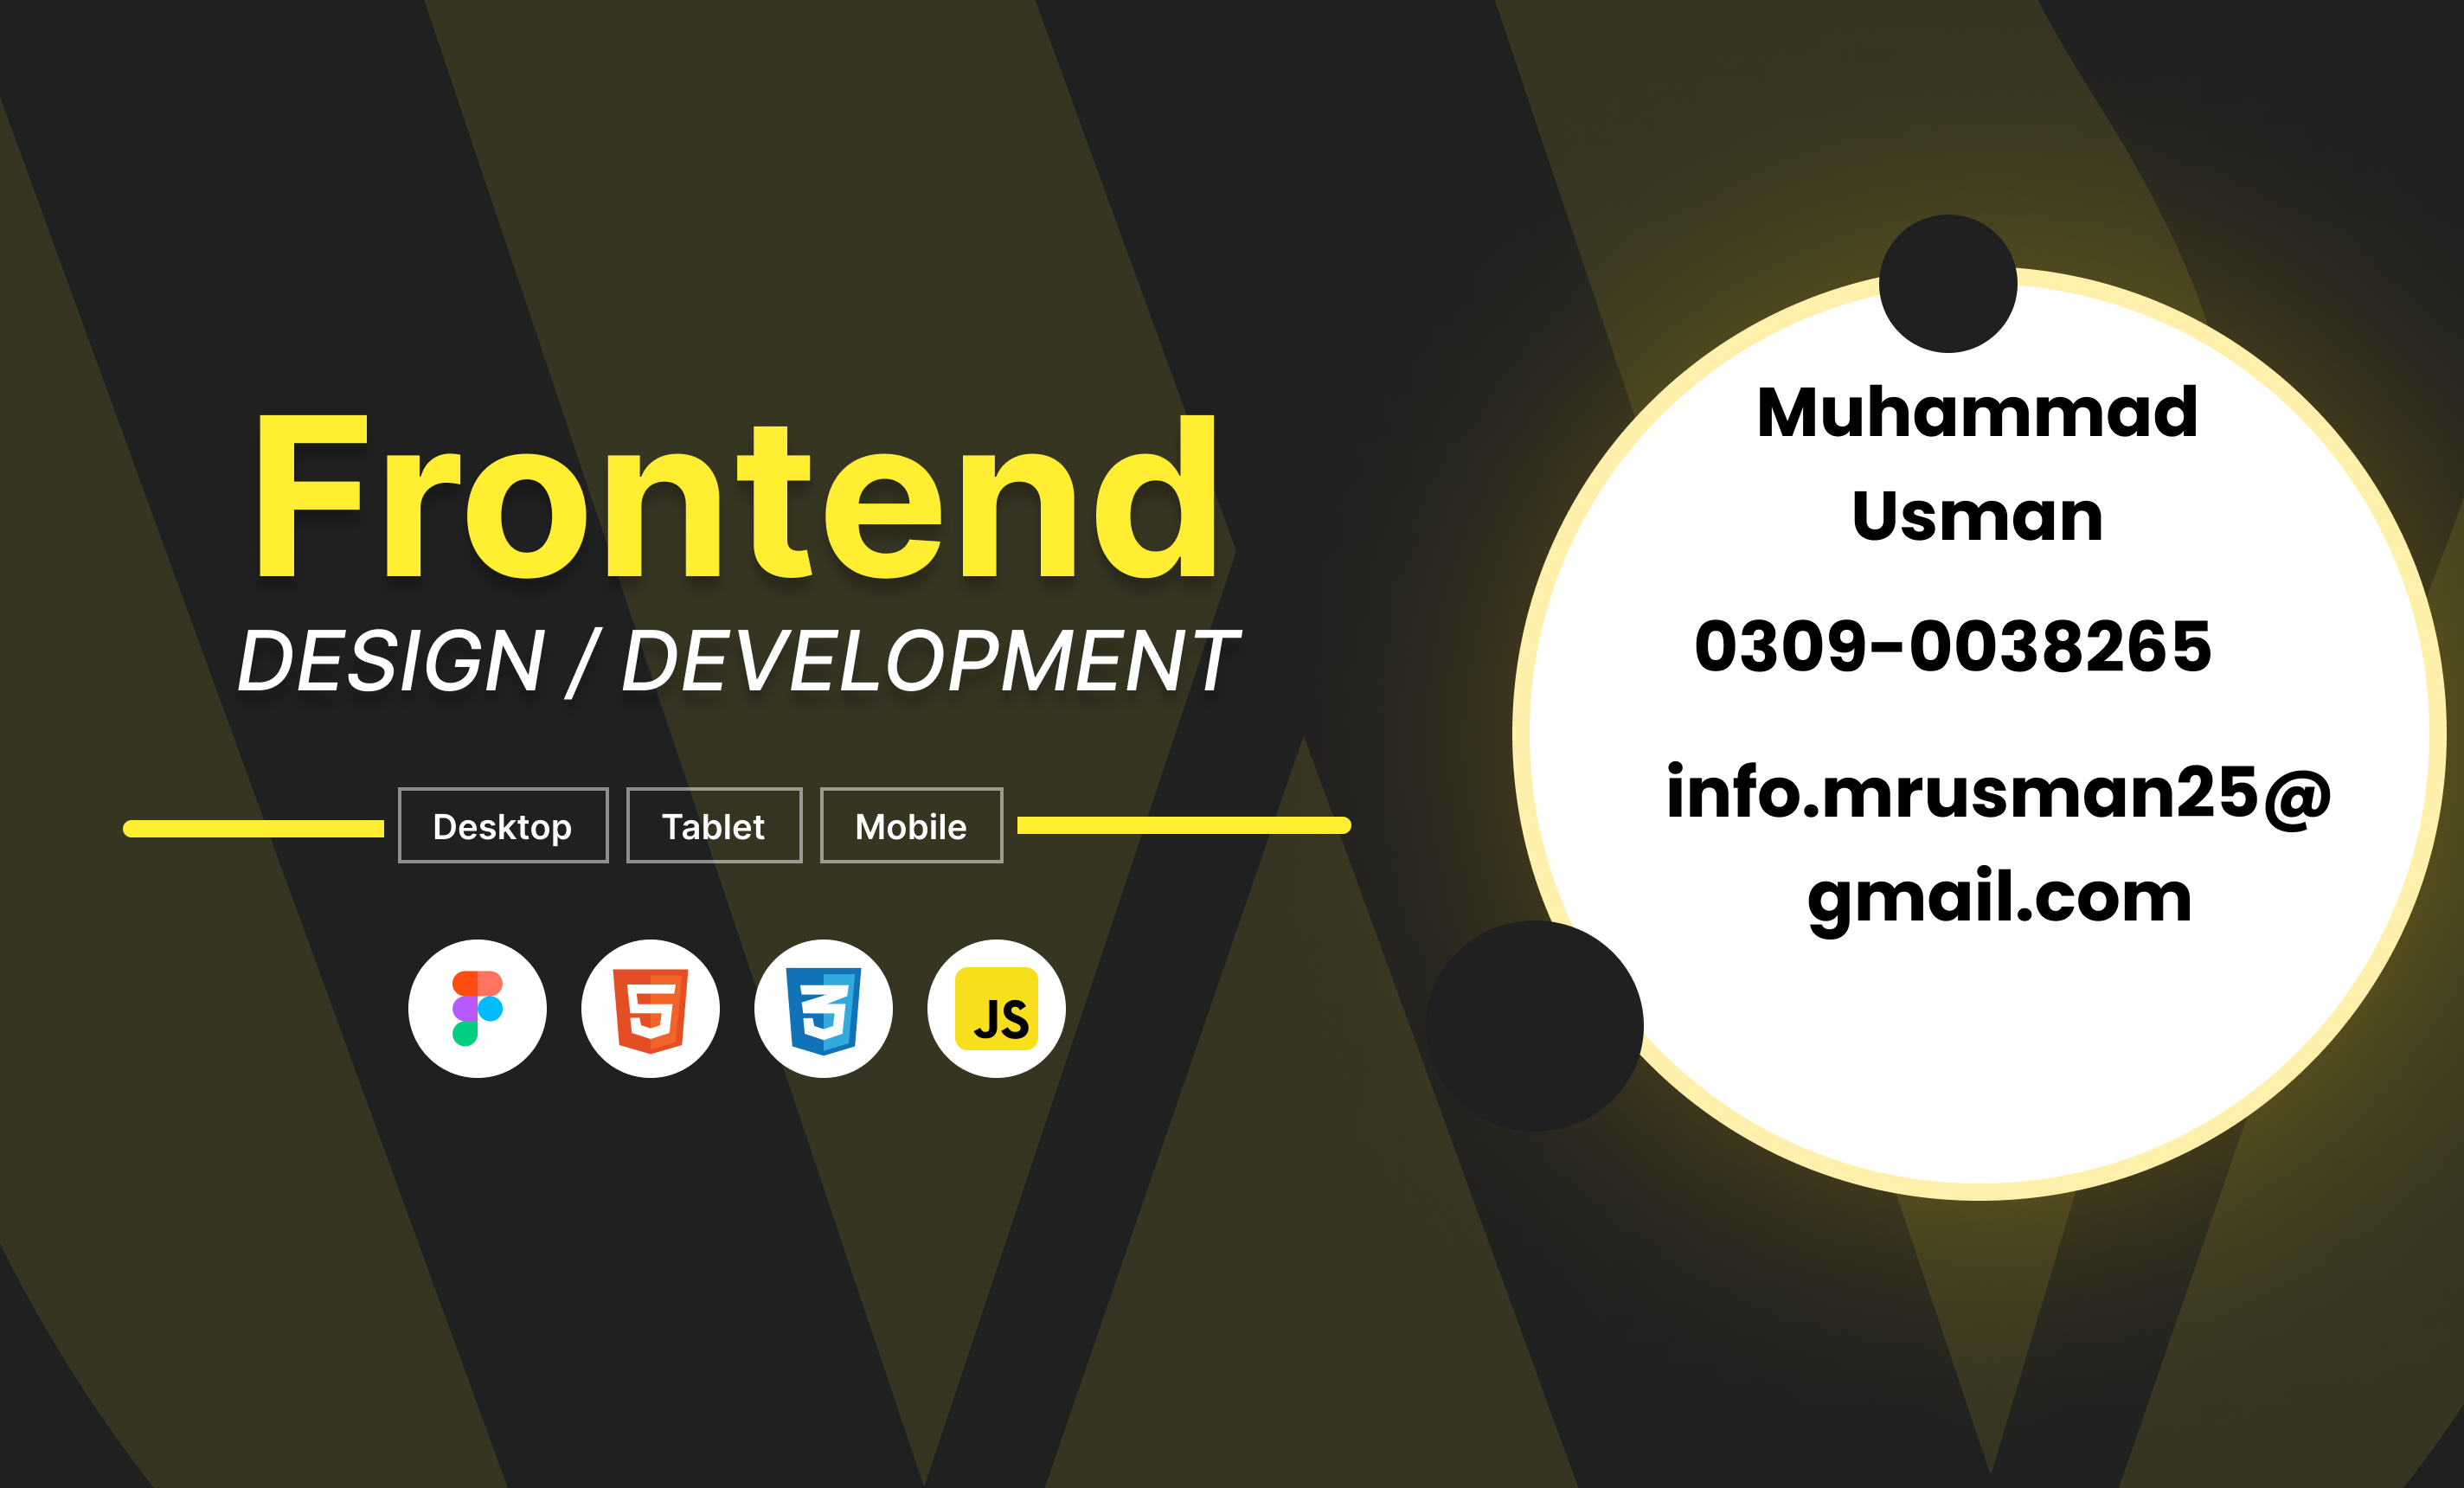 Frontend
DESIGN / DEVELOPMENT
Desktop Tablet Mobile
JS
Muhammad
Usman
0309-0038265
info.mrusman25@
gmail.com